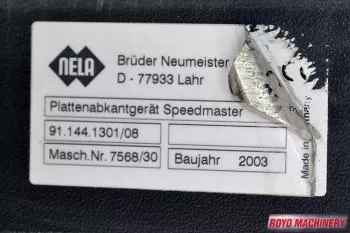 NELA
Brüder Neumeister
D - 77933 Lahr
Plattenabkantgerät Speedmaster
91.144.1301/08
Masch.Nr. 7568/30
Baujahr 2003
Made in
ROYO MACHINERY